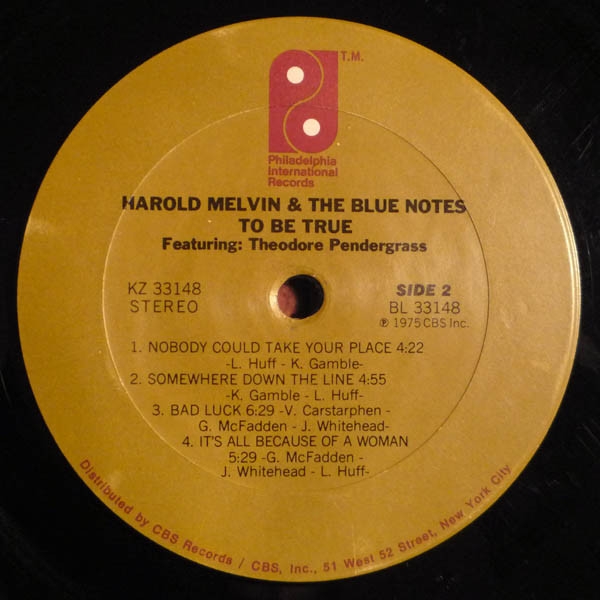 T.M.
Philadelphia
International
Records
HAROLD MELVIN & THE BLUE NOTES
TO BE TRUE
Featuring: Theodore Pendergrass
KZ 33148
STEREO
SIDE 2
BL 33148
℗ 1975 CBS Inc.
1. NOBODY COULD TAKE YOUR PLACE 4:22
-L. Huff - K. Gamble-
2. SOMEWHERE DOWN THE LINE 4:55
-K. Gamble - L. Huff-
3. BAD LUCK 6:29 -V. Carstarphen -
G. McFadden - J. Whitehead-
4. IT'S ALL BECAUSE OF A WOMAN
5:29 -G. McFadden -
J. Whitehead - L. Huff-
Distributed by CBS Records / CBS, Inc., 51 West 52 Street, New York City